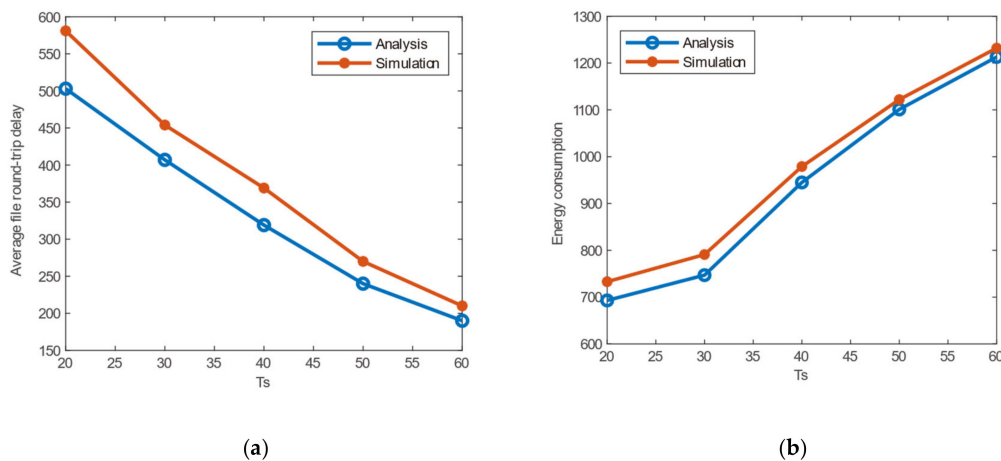 600
550
500
450
400
350
300
250
200
150
Average file round-trip delay
20 25 30 35 40 45 50 55 60
Ts
Analysis
Simulation
(a)
1300
1200
1100
1000
900
800
700
600
Energy consumption
20 25 30 35 40 45 50 55 60
Ts
Analysis
Simulation
(b)